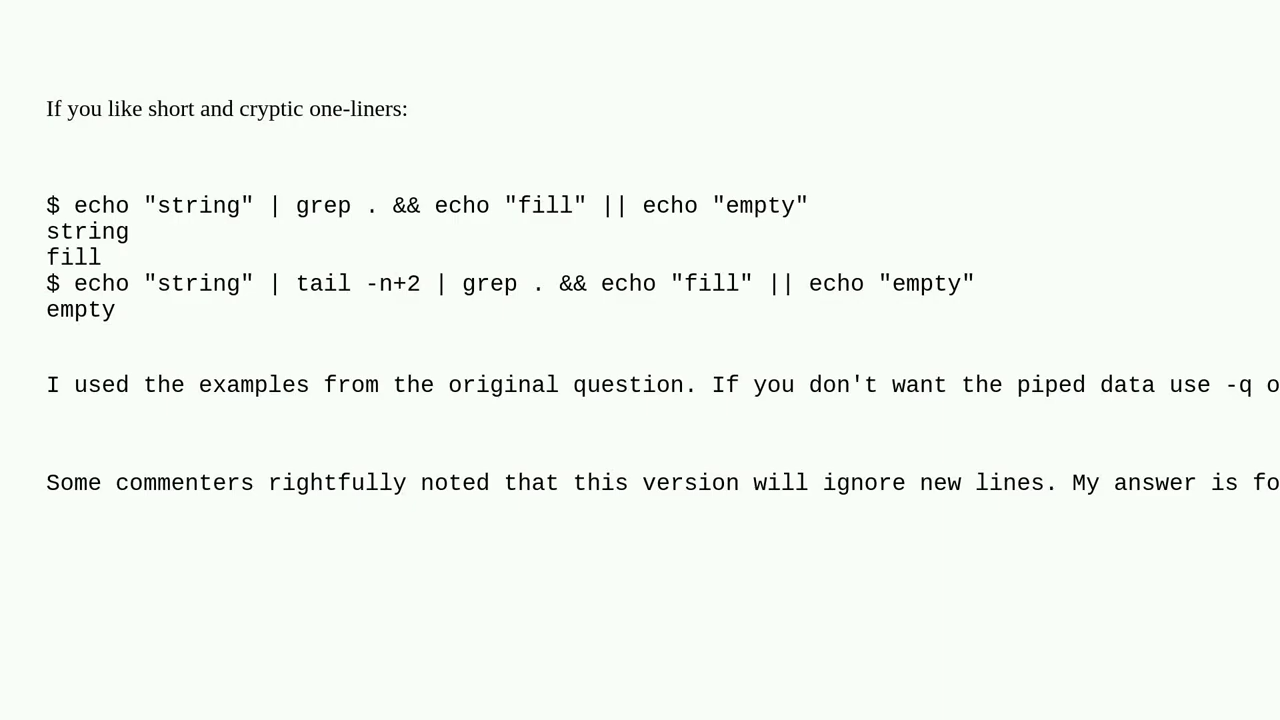 If you like short and cryptic one-liners:
$ echo "string" | grep . && echo "fill" || echo "empty"
string
fill
$ echo "string" | tail -n+2 | grep . && echo "fill" || echo "empty"
empty
I used the examples from the original question. If you don't want the piped data use -q
Some commenters rightfully noted that this version will ignore new lines. My answer is